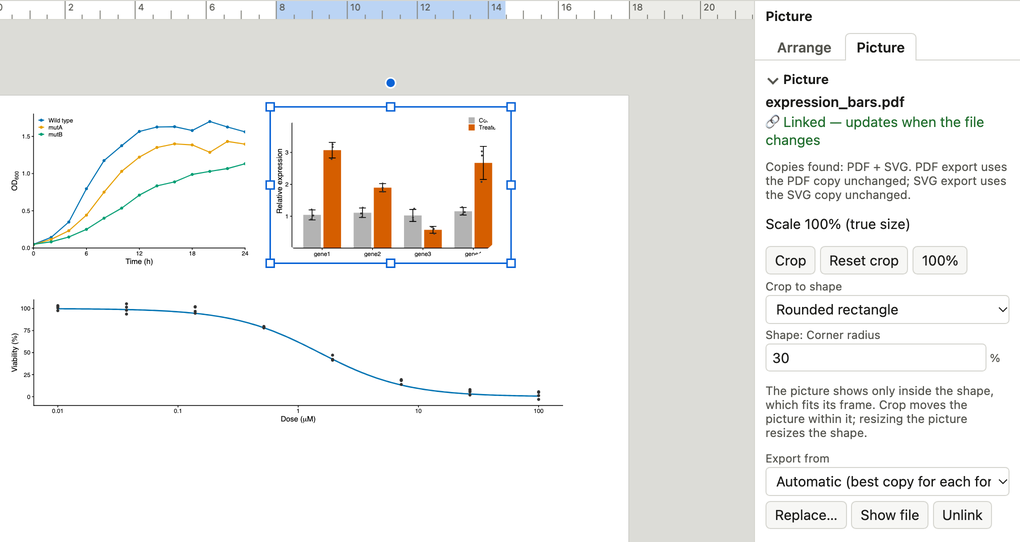 0 2 4 6 8 10 12 14 16 18 20
Picture
Arrange Picture
Picture
expression_bars.pdf
Linked — updates when the file
changes
Copies found: PDF + SVG. PDF export uses
the PDF copy unchanged; SVG export uses
the SVG copy unchanged.
Scale 100% (true size)
Crop Reset crop 100%
Crop to shape
Rounded rectangle
Shape: Corner radius
30 %
The picture shows only inside the shape,
which fits its frame. Crop moves the
picture within it; resizing the picture
resizes the shape.
Export from
Automatic (best copy for each for
Replace... Show file Unlink
Wild type
mutA
mutB
OD600
1.5
1.0
0.5
0.0
0 6 12 18 24
Time (h)
Relative expression
3
2
1
gene1 gene2 gene3
Viability (%)
100
75
50
25
0
0.01 0.1 1 10 100
Dose (μM)